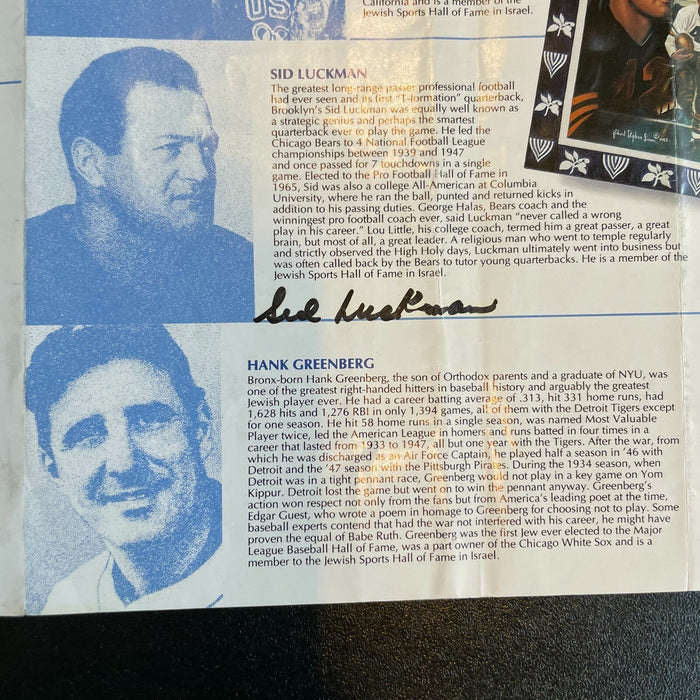 US
California and is a member of the
Jewish Sports Hall of Fame in Israel.
SID LUCKMAN
The greatest long-range passer professional football
had ever seen and its first "T-formation" quarterback,
Brooklyn's Sid Luckman was equally well known as
a strategic genius and perhaps the smartest
quarterback ever to play the game. He led the
Chicago Bears to 4 National Football League
championships between 1939 and 1947
and once passed for 7 touchdowns in a single
game. Elected to the Pro Football Hall of Fame in
1965, Sid was also a college All-American at Columbia
University, where he ran the ball, punted and returned kicks in
addition to his passing duties. George Halas, Bears coach and the
winningest pro football coach ever, said Luckman "never called a wrong
play in his career." Lou Little, his college coach, termed him a great passer, a great
brain, but most of all, a great leader. A religious man who went to temple regularly
and strictly observed the High Holy days, Luckman ultimately went into business but
was often called back by the Bears to tutor young quarterbacks. He is a member of the
Jewish Sports Hall of Fame in Israel.
Sid Luckman
HANK GREENBERG
Bronx-born Hank Greenberg, the son of Orthodox parents and a graduate of NYU, was
one of the greatest right-handed hitters in baseball history and arguably the greatest
Jewish player ever. He had a career batting average of .313, hit 331 home runs, had
1,628 hits and 1,276 RBI in only 1,394 games, all of them with the Detroit Tigers except
for one season. He hit 58 home runs in a single season, was named Most Valuable
Player twice, led the American League in homers and runs batted in four times in a
career that lasted from 1933 to 1947, all but one year with the Tigers. After the war, from
which he was discharged as an Air Force Captain, he played half a season in '46 with
Detroit and the '47 season with the Pittsburgh Pirates. During the 1934 season, when
Detroit was in a tight pennant race, Greenberg would not play in a key game on Yom
Kippur. Detroit lost the game but went on to win the pennant anyway. Greenberg's
action won respect not only from the fans but from America's leading poet at the time,
Edgar Guest, who wrote a poem in homage to Greenberg for choosing not to play. Some
baseball experts contend that had the war not interfered with his career, he might have
proven the equal of Babe Ruth. Greenberg was the first Jew ever elected to the Major
League Baseball Hall of Fame, was a part owner of the Chicago White Sox and is a
member to the Jewish Sports Hall of Fame in Israel.